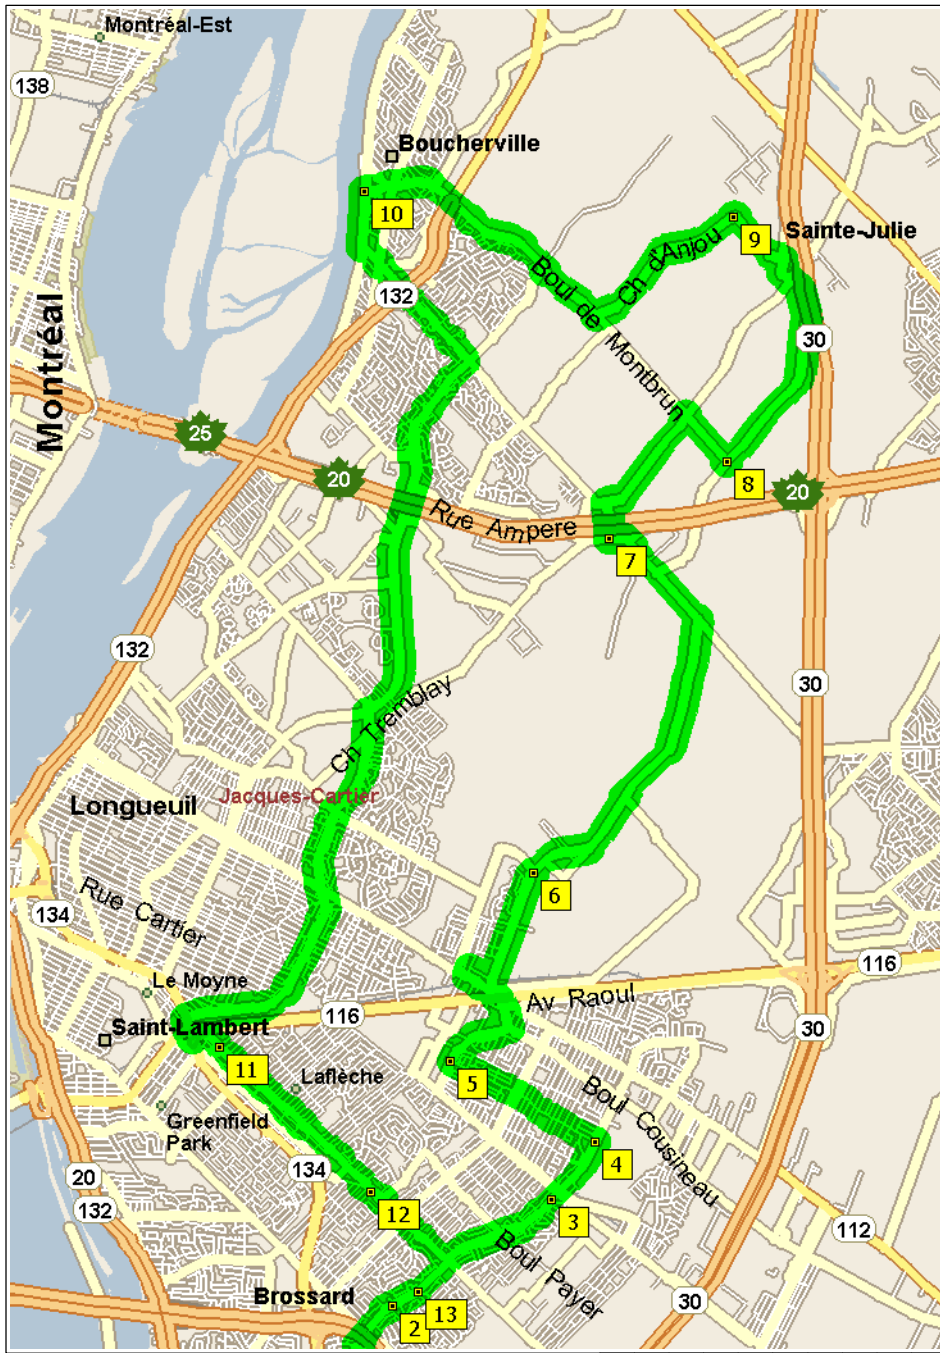 Montréal-Est
138
Boucherville
10
9
Sainte-Julie
Ch d'Anjou
Boul de Montbrun
132
30
Montréal
25
20
8
20
Rue Ampere
7
132
30
Ch Tremblay
Jacques-Cartier
Longueuil
6
Rue Cartier
134
116
Le Moyne
Av Raoul
116
Saint-Lambert
30
11
Laflèche
5
Boul Cousineau
Greenfield
Park
4
134
20
132
12
3
112
Boul Payer
Brossard
30
13
2